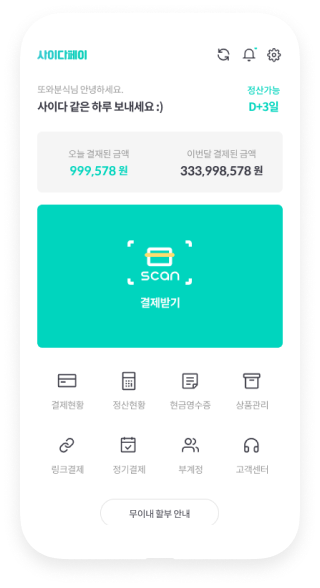 사이다페이
또와분식님 안녕하세요.
정산가능
사이다 같은 하루 보내세요 :)
D+3일
오늘 결재된 금액
이번달 결제된 금액
999,578 원
333,998,578 원
scan
결제받기
결제현황
정산현황
현금영수증
상품관리
링크결제
정기결제
부계정
고객센터
무이내 할부 안내